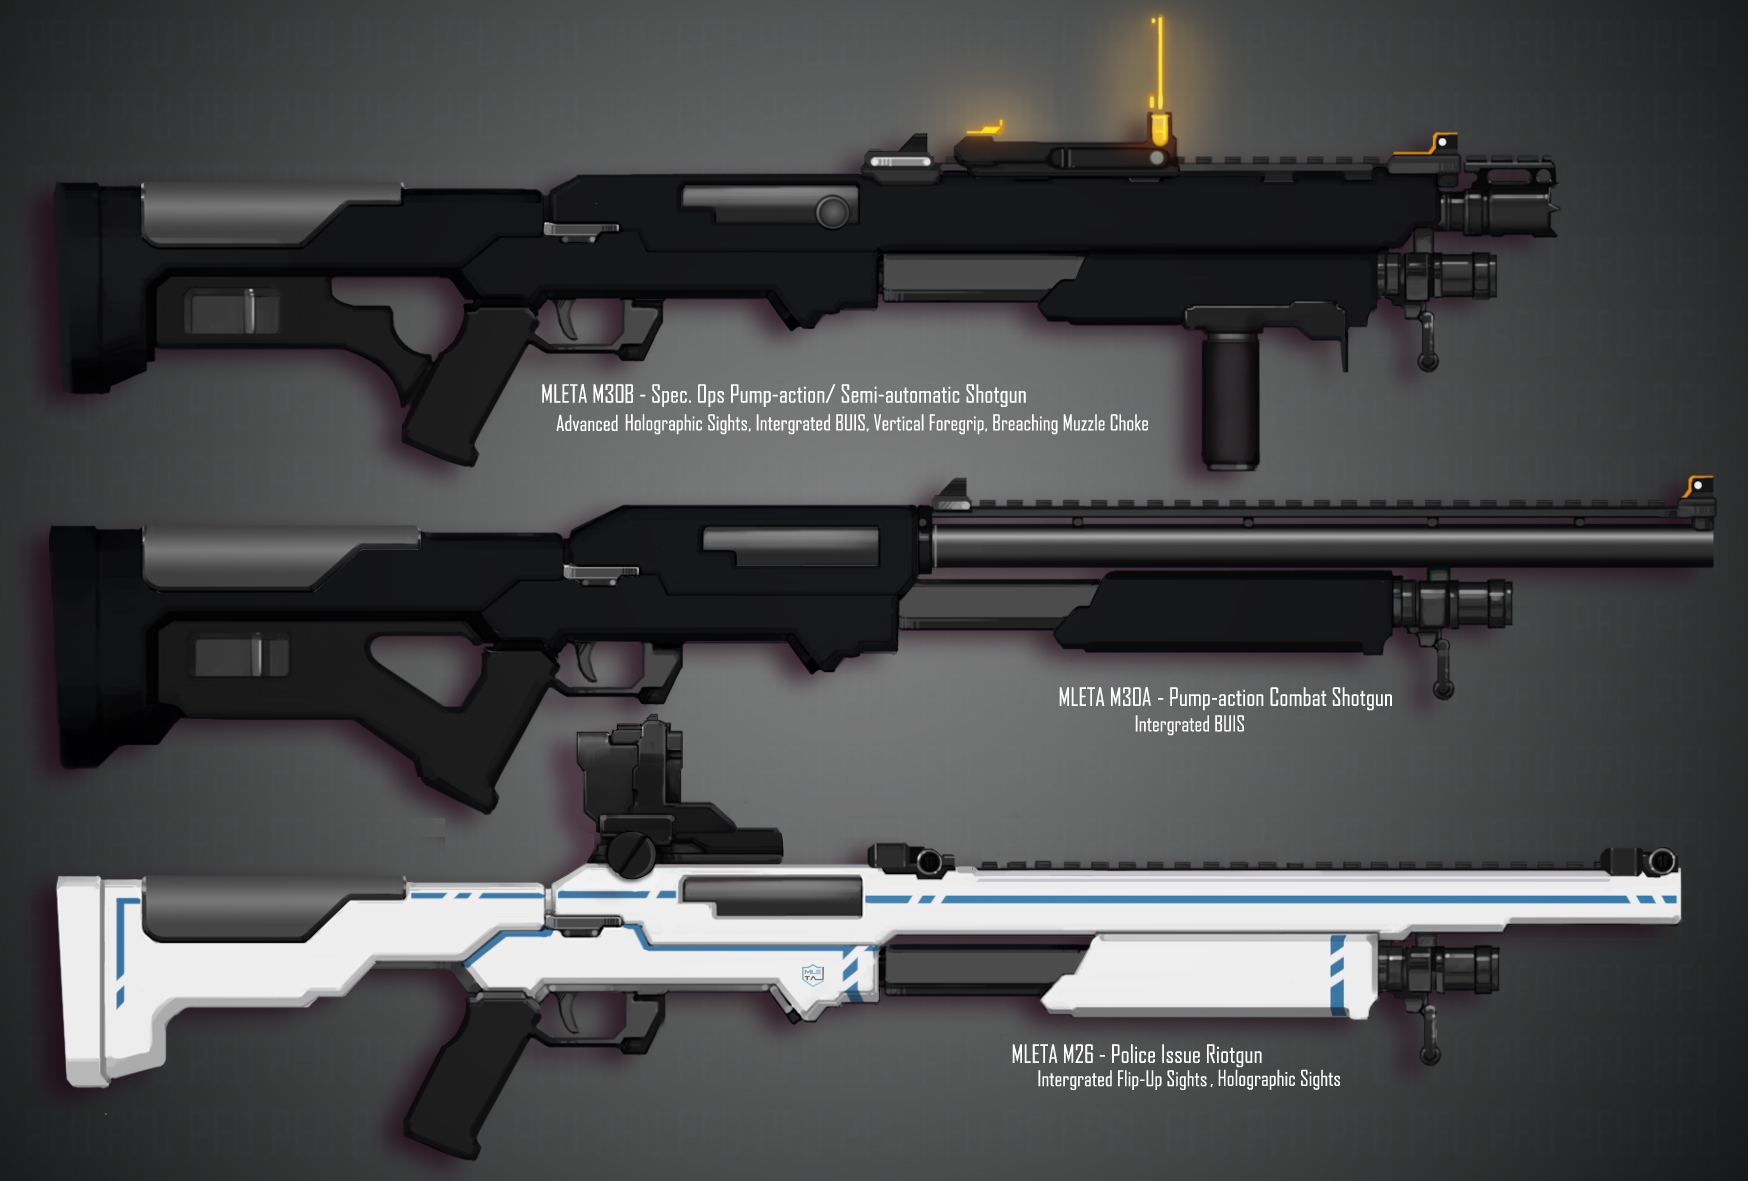 MLETA M30B - Spec. Ops Pump-action/ Semi-automatic Shotgun
Advanced Holographic Sights, Intergrated BUIS, Vertical Foregrip, Breaching Muzzle Choke
MLETA M30A - Pump-action Combat Shotgun
Intergrated BUIS
MLE
TA
MLETA M26 - Police Issue Riotgun
Intergrated Flip-Up Sights , Holographic Sights